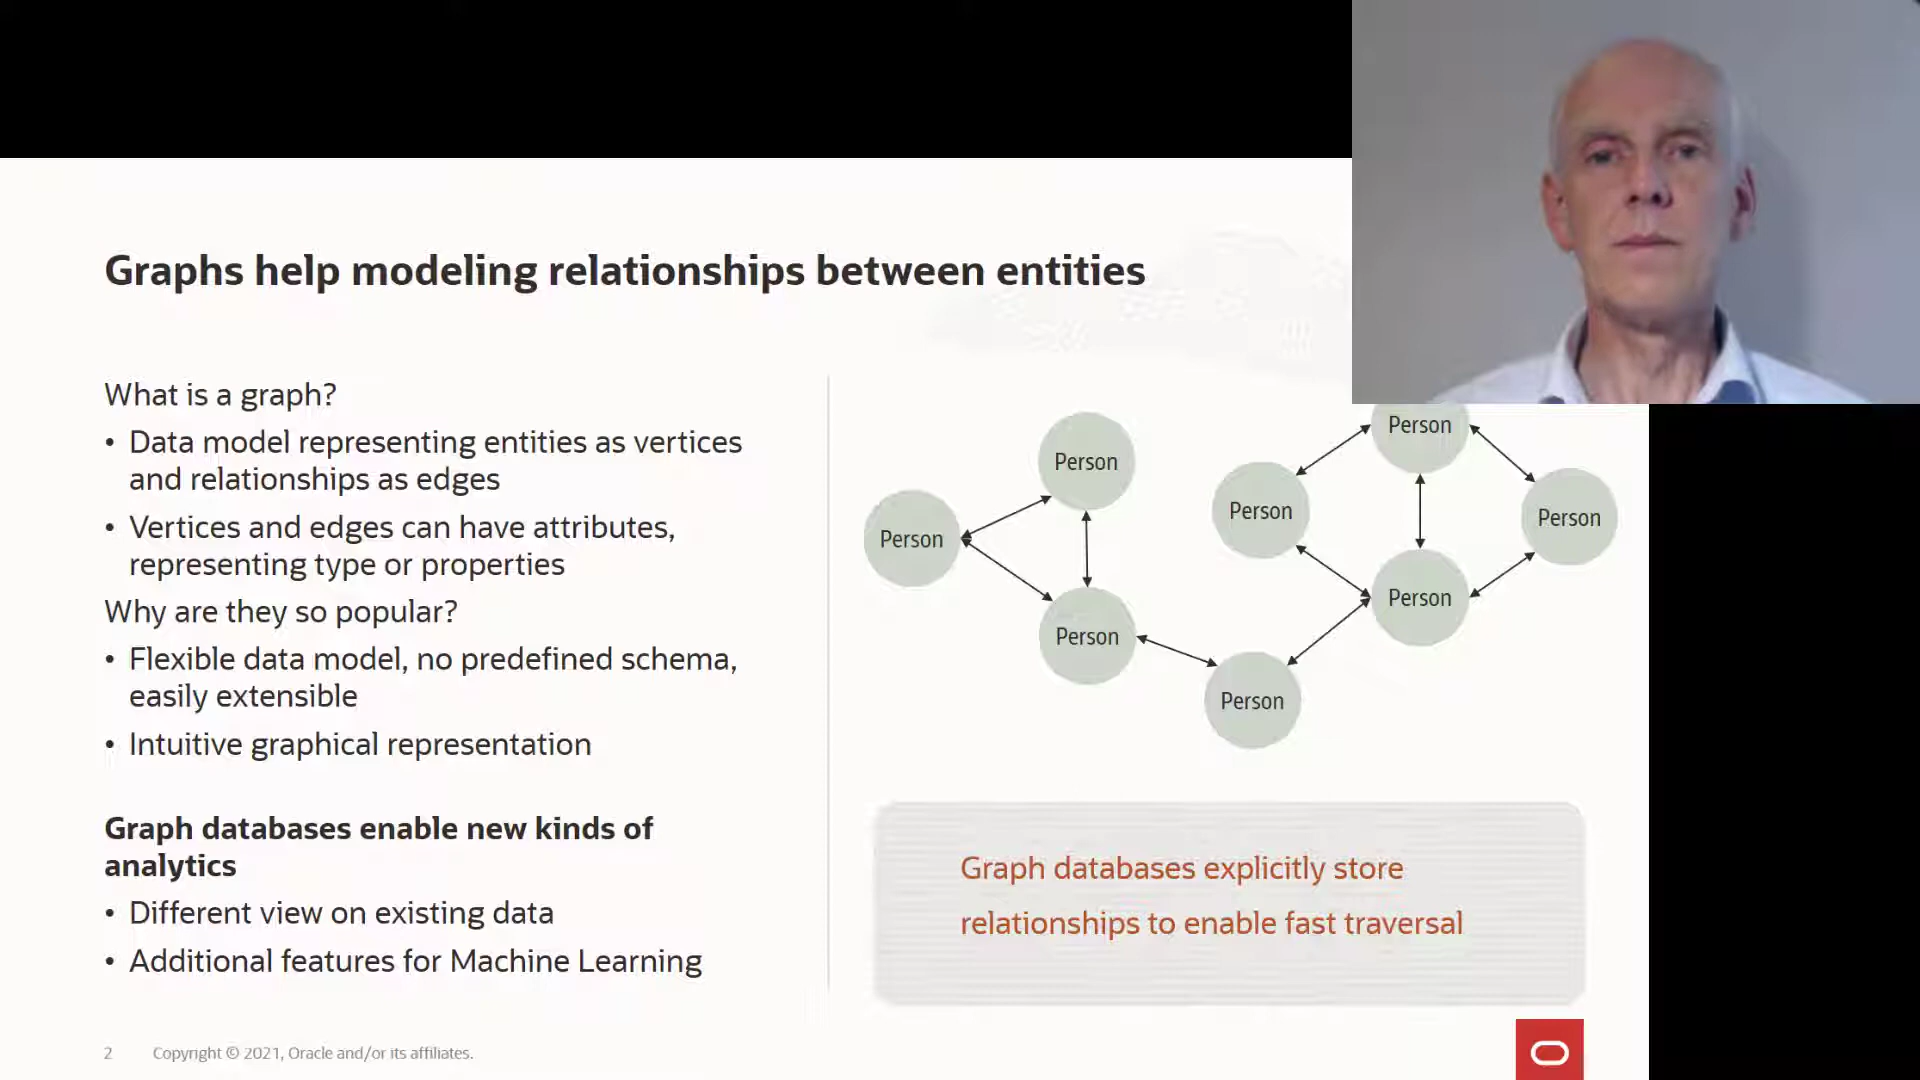 Graphs help modeling relationships between entities
What is a graph?
• Data model representing entities as vertices
and relationships as edges
• Vertices and edges can have attributes,
representing type or properties
Why are they so popular?
• Flexible data model, no predefined schema,
easily extensible
• Intuitive graphical representation
Graph databases enable new kinds of
analytics
• Different view on existing data
• Additional features for Machine Learning
Person
Person
Person
Person
Person
Person
Person
Person
Graph databases explicitly store
relationships to enable fast traversal
2
Copyright © 2021, Oracle and/or its affiliates.